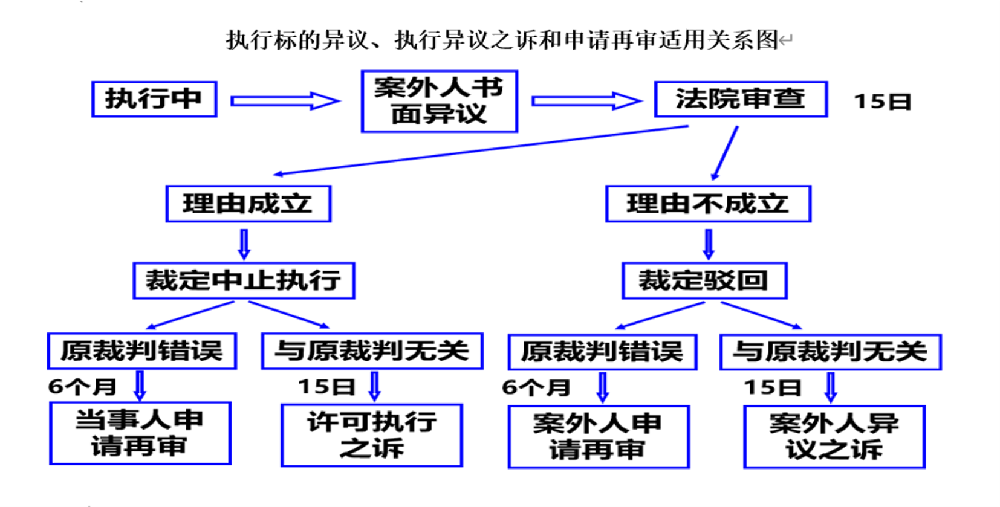 执行标的异议、执行异议之诉和申请再审适用关系图↵
执行中
案外人书
面异议
法院审查
15日
理由成立
理由不成立
裁定中止执行
裁定驳回
原裁判错误
与原裁判无关
原裁判错误
与原裁判无关
6个月
15日
6个月
15日
当事人申
请再审
许可执行
之诉
案外人申
请再审
案外人异
议之诉